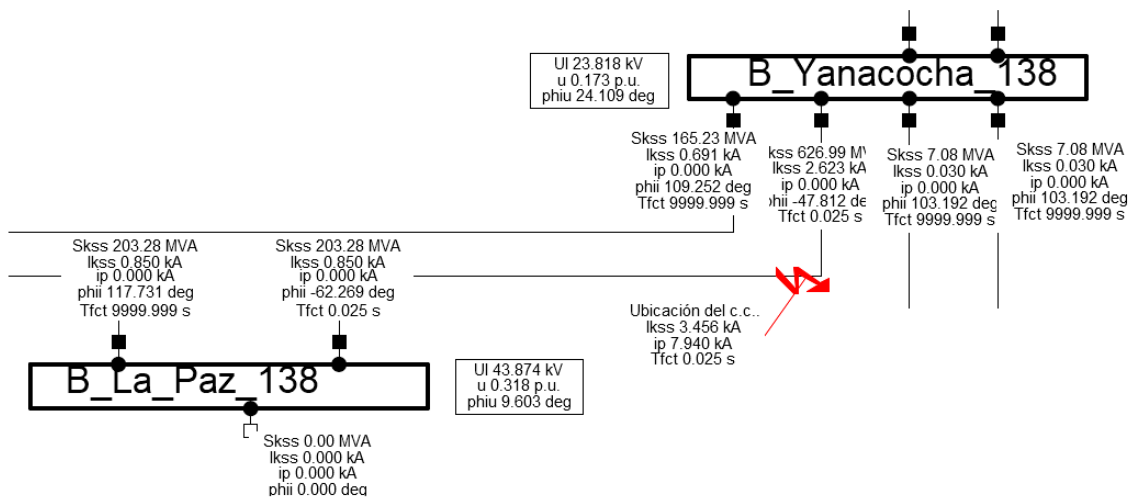 Ul 23.818 kV
u 0.173 p.u.
phiu 24.109 deg
B_Yanacocha_138
Skss 165.23 MVA
Ikss 0.691 kA
ip 0.000 kA
phii 109.252 deg
Tfct 9999.999 s
kss 626.99 M
Ikss 2.623 kA
ip 0.000 kA
phii -47.812 de
Tfct 0.025 s
Skss 7.08 MVA
Ikss 0.030 kA
ip 0.000 kA
phii 103.192 deg
Tfct 9999.999 s
Skss 7.08 MVA
Ikss 0.030 kA
ip 0.000 kA
phii 103.192 deg
Tfct 9999.999 s
Skss 203.28 MVA
Ikss 0.850 kA
ip 0.000 kA
phii 117.731 deg
Tfct 9999.999 s
Skss 203.28 MVA
Ikss 0.850 kA
ip 0.000 kA
phii -62.269 deg
Tfct 0.025 s
Ubicación del c.c..
Ikss 3.456 kA
ip 7.940 kA
Tfct 0.025 s
B_La_Paz_138
Ul 43.874 kV
u 0.318 p.u.
phiu 9.603 deg
Skss 0.00 MVA
Ikss 0.000 kA
ip 0.000 kA
phii 0.000 deg